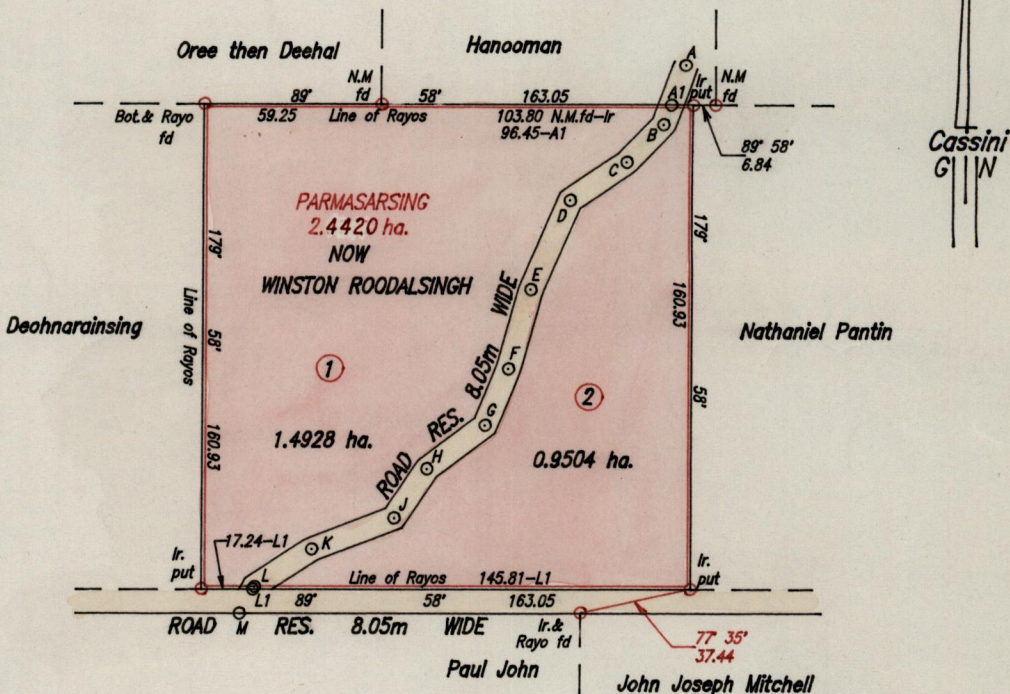 Oree then Deehal
Hanooman
A
N.M
fd
Ir
put
N.M
fd
89° 58' 163.05
A1
Bot.& Rayo
fd
59.25 Line of Rayos 103.80 N.M.fd-Ir
96.45-A1
B
89° 58'
6.84
Cassini
G N
C
D
PARMASARSING
2.4420 ha.
NOW
WINSTON ROODALSINGH
179° 58' 160.93
Line of Rayos
179° 160.93 58'
Deohnarainsing
Nathaniel Pantin
E
F
G
H
J
K
L
ROAD RES. 8.05m WIDE
1
1.4928 ha.
2
0.9504 ha.
Ir.
put
17.24-L1
Line of Rayos 145.81-L1
Ir.
put
L1 89° 58' 163.05
M
ROAD RES. 8.05m WIDE
Ir.&
Rayo fd
77° 35'
37.44
Paul John
John Joseph Mitchell